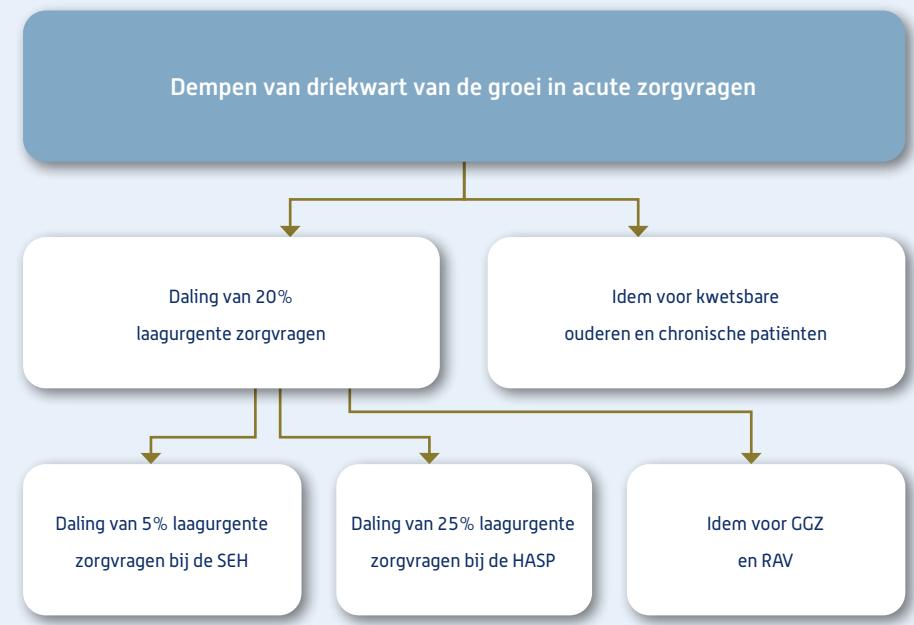 Dempen van driekwart van de groei in acute zorgvragen
Daling van 20%
laagurgente zorgvragen
Idem voor kwetsbare
ouderen en chronische patiënten
Daling van 5% laagurgente
zorgvragen bij de SEH
Daling van 25% laagurgente
zorgvragen bij de HASP
Idem voor GGZ
en RAV